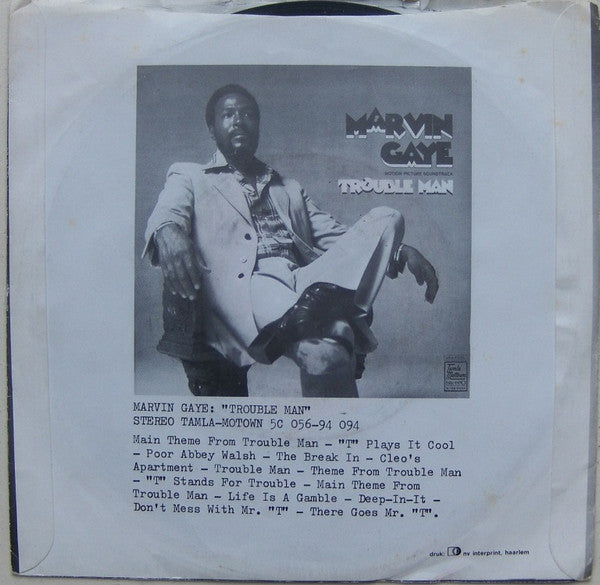 MARVIN
GAYE
MOTION PICTURE SOUNDTRACK
TROUBLE MAN
Tamla
Motown
MARVIN GAYE: "TROUBLE MAN"
STEREO TAMLA-MOTOWN 5C 056-94 094
Main Theme From Trouble Man - "T" Plays It Cool
- Poor Abbey Walsh - The Break In - Cleo's
Apartment - Trouble Man - Theme From Trouble Man
- "T" Stands For Trouble - Main Theme From
Trouble Man - Life Is A Gamble - Deep-In-It -
Don't Mess With Mr. "T" - There Goes Mr. "T".
druk: nv interprint, haarlem